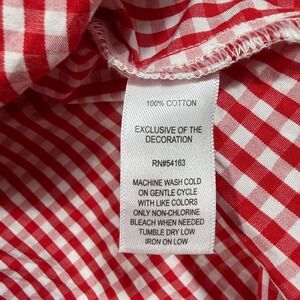 100% COTTON
EXCLUSIVE OF THE
DECORATION
RN#54163
MACHINE WASH COLD
ON GENTLE CYCLE
WITH LIKE COLORS
ONLY NON-CHLORINE
BLEACH WHEN NEEDED
TUMBLE DRY LOW
IRON ON LOW